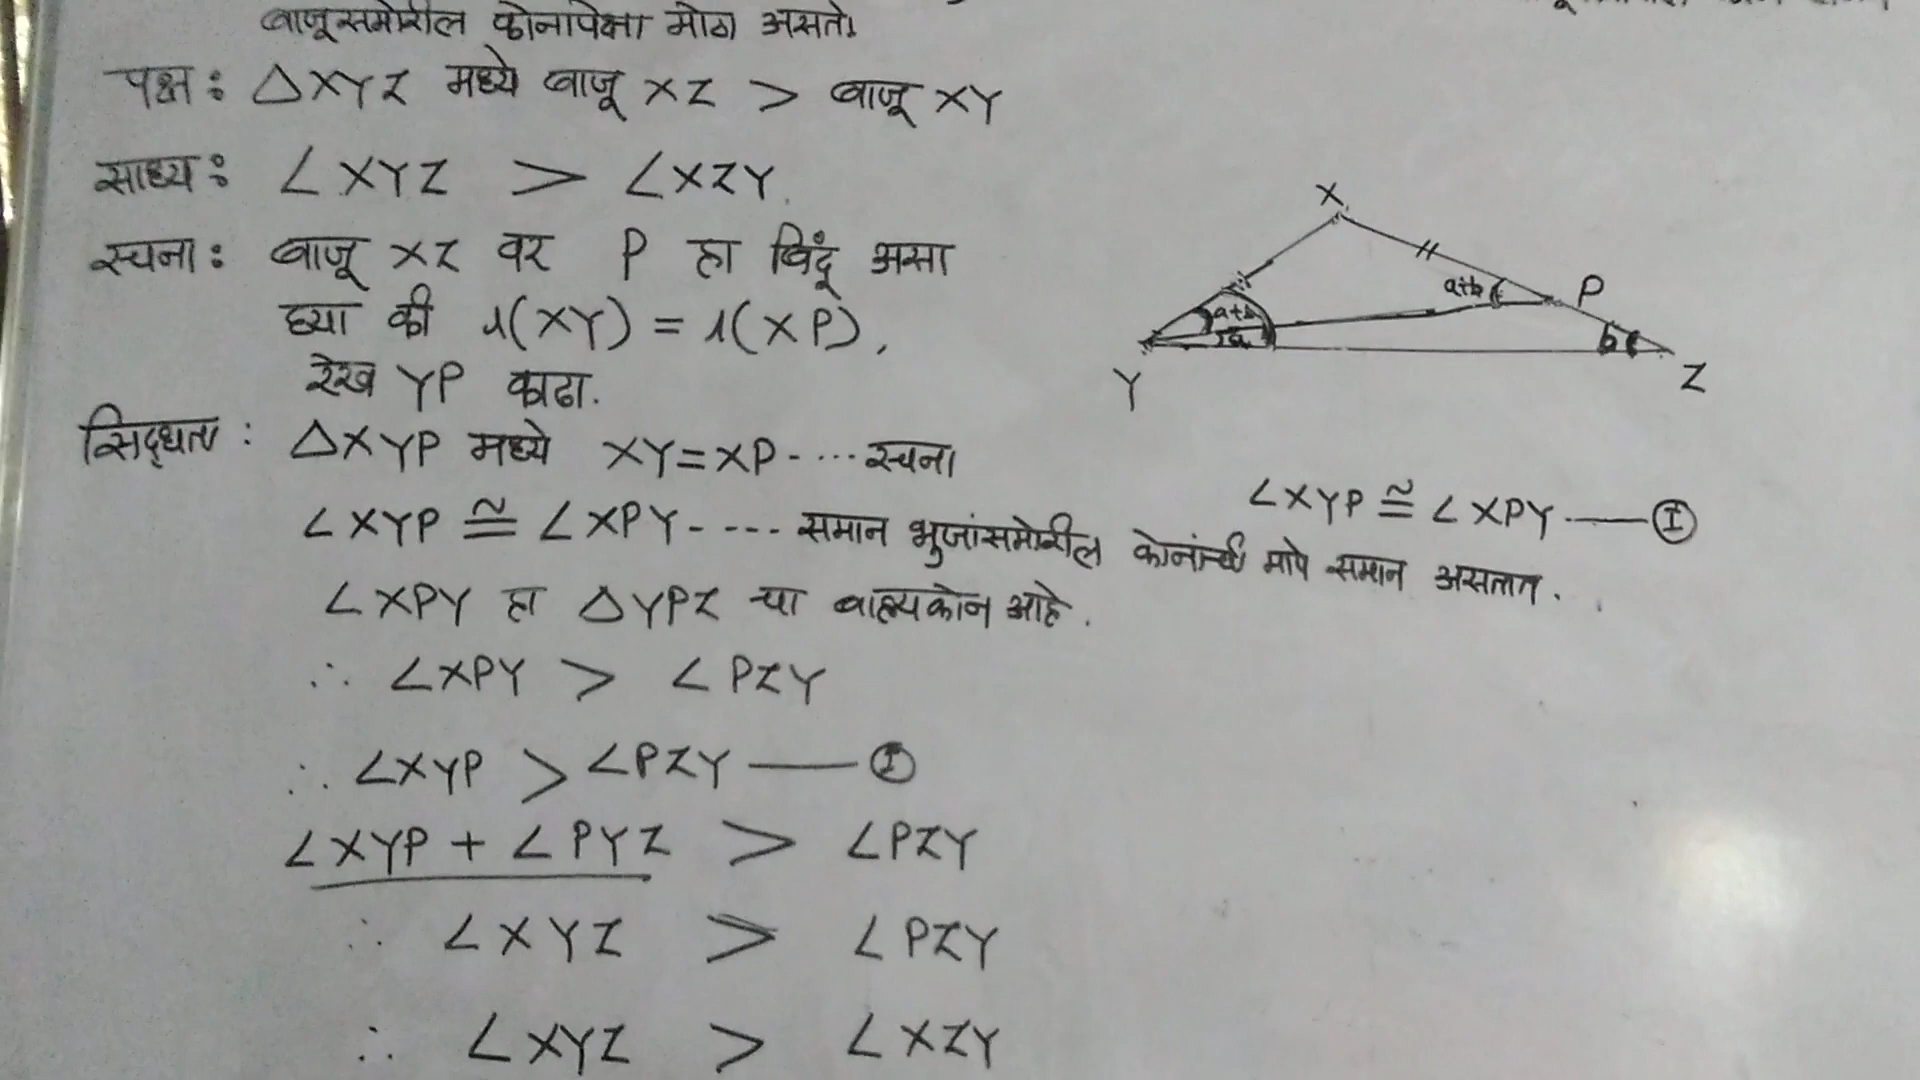 बाजूसमोरील कोनापेक्षा मोठा असतो.
पक्ष : △XYZ मध्ये बाजू XZ > बाजू XY
साध्य : ∠XYZ > ∠XZY.
रचना : बाजू XZ वर P हा बिंदू असा
घ्या की l(XY) = l(XP),
रेख YP काढा.
X
P
a+b
a+b
a
b
Y
Z
सिद्धता : △XYP मध्ये XY=XP-....रचना
∠XYP ≅ ∠XPY-----समान भुजांसमोरील कोनांची मापे समान असतात.
∠XYP ≅ ∠XPY.——Ⓘ
∠XPY हा △YPZ चा बाह्यकोन आहे.
∴ ∠XPY > ∠PZY
∴ ∠XYP > ∠PZY ——Ⓘ
∠XYP + ∠PYZ > ∠PZY
∴ ∠XYZ > ∠PZY
∴ ∠XYZ > ∠XZY